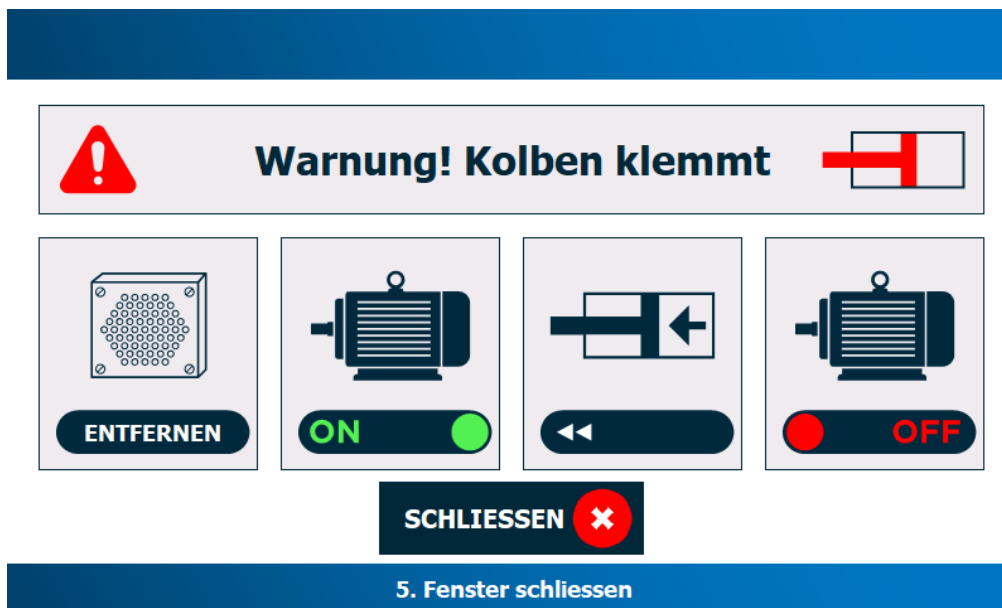 Warnung! Kolben klemmt
ENTFERNEN
ON
OFF
SCHLIESSEN
5. Fenster schliessen